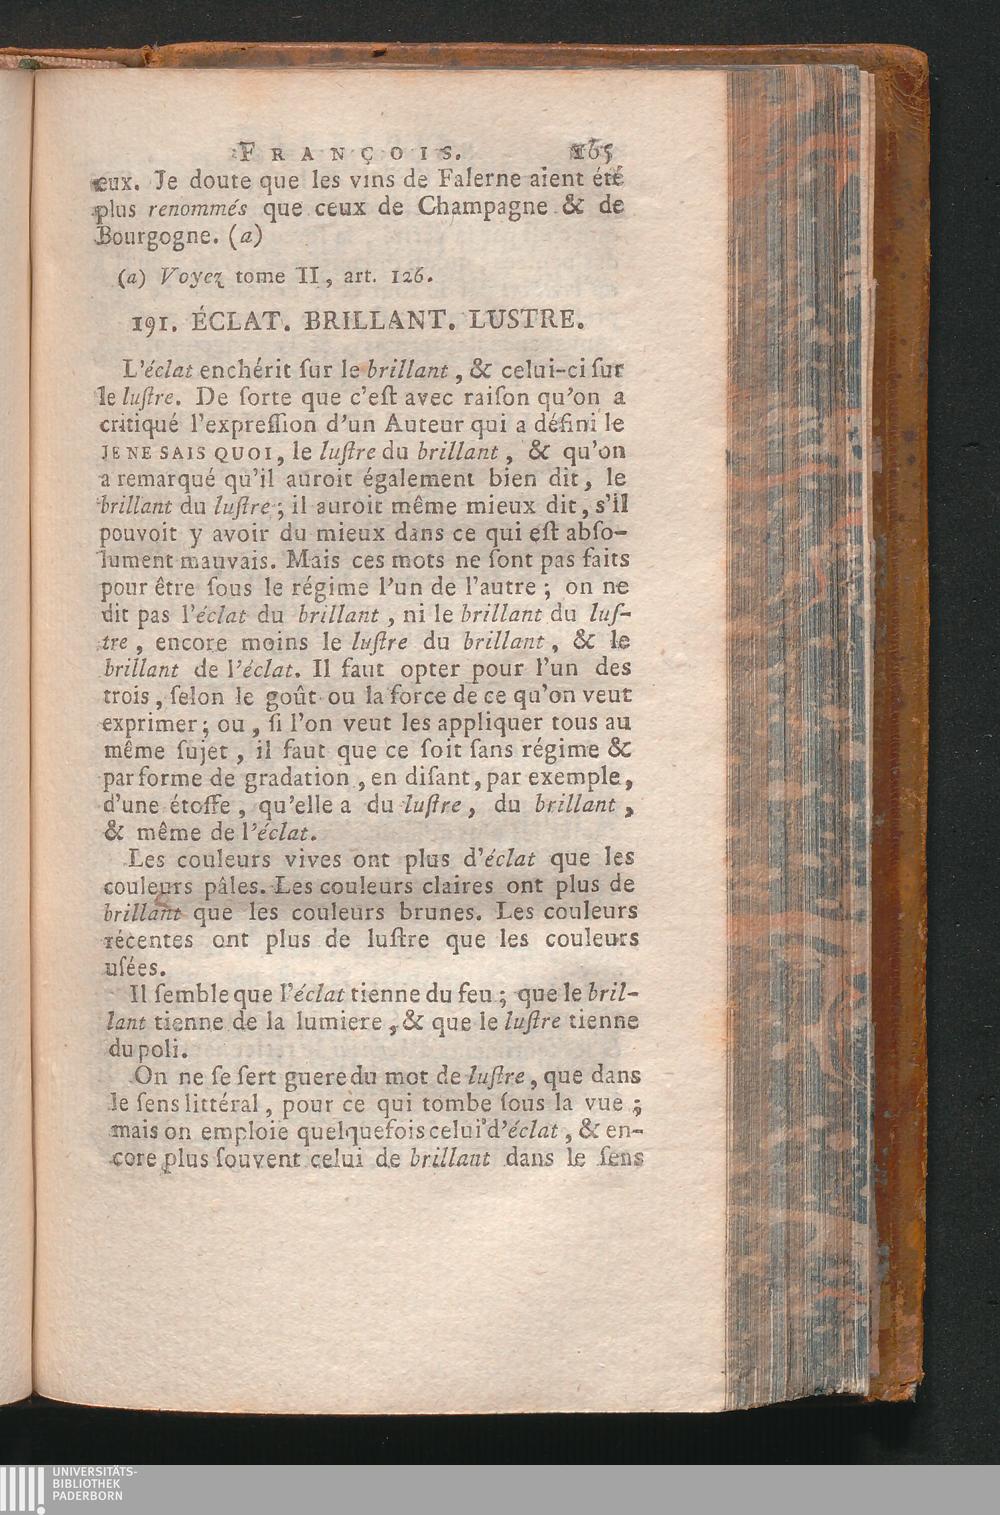 FRANÇOIS. 165
eux. Je doute que les vins de Falerne aient été
plus renommés que ceux de Champagne & de
Bourgogne. (a)
(a) Voyez tome II, art. 126.
191. ÉCLAT. BRILLANT. LUSTRE.
L'éclat enchérit ſur le brillant, & celui-ci ſur
le luſtre. De ſorte que c'eſt avec raiſon qu'on a
critiqué l'expreſſion d'un Auteur qui a défini le
JE NE SAIS QUOI, le luſtre du brillant, & qu'on
a remarqué qu'il auroit également bien dit, le
brillant du luſtre; il auroit même mieux dit, s'il
pouvoit y avoir du mieux dans ce qui eſt abſo-
lument mauvais. Mais ces mots ne ſont pas faits
pour être ſous le régime l'un de l'autre; on ne
dit pas l'éclat du brillant, ni le brillant du luſ-
tre, encore moins le luſtre du brillant, & le
brillant de l'éclat. Il faut opter pour l'un des
trois, ſelon le goût ou la force de ce qu'on veut
exprimer; ou, ſi l'on veut les appliquer tous au
même ſujet, il faut que ce ſoit ſans régime &
par forme de gradation, en diſant, par exemple,
d'une étoffe, qu'elle a du luſtre, du brillant,
& même de l'éclat.
Les couleurs vives ont plus d'éclat que les
couleurs pâles. Les couleurs claires ont plus de
brillant que les couleurs brunes. Les couleurs
récentes ont plus de luſtre que les couleurs
uſées.
Il ſemble que l'éclat tienne du feu; que le bril-
lant tienne de la lumiere, & que le luſtre tienne
du poli.
On ne ſe ſert guere du mot de luſtre, que dans
le ſens littéral, pour ce qui tombe ſous la vue;
mais on emploie quelquefois celui d'éclat, & en-
core plus ſouvent celui de brillant dans le ſens
UNIVERSITÄTS-
BIBLIOTHEK
PADERBORN